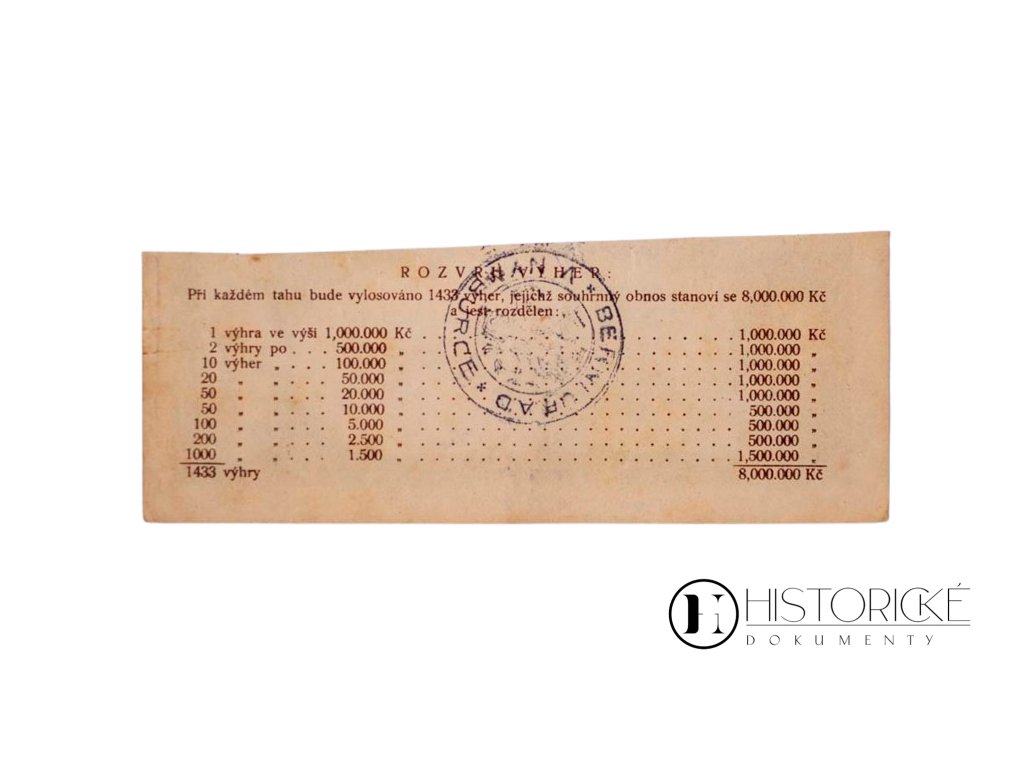 ROZVRH VÝHER:
Při každém tahu bude vylosováno 1433 výher, jejichž souhrnný obnos stanoví se 8,000.000 Kč
a jest rozdělen:
1 výhra ve výši 1,000.000 Kč . . . . . . . . . . 1,000.000 Kč
2 výhry po . . . 500.000 „ . . . . . . . . . . 1,000.000 „
10 výher „ . . . 100.000 „ . . . . . . . . . . 1,000.000 „
20 „ „ . . . 50.000 „ . . . . . . . . . . 1,000.000 „
50 „ „ . . . 20.000 „ . . . . . . . . . . 1,000.000 „
50 „ „ . . . 10.000 „ . . . . . . . . . . 500.000 „
100 „ „ . . . 5.000 „ . . . . . . . . . . 500.000 „
200 „ „ . . . 2.500 „ . . . . . . . . . . 500.000 „
1000 „ „ . . . 1.500 „ . . . . . . . . . . 1,500.000 „
1433 výhry 8,000.000 Kč
* BERNÍ ÚŘAD *
HISTORICKÉ
DOKUMENTY